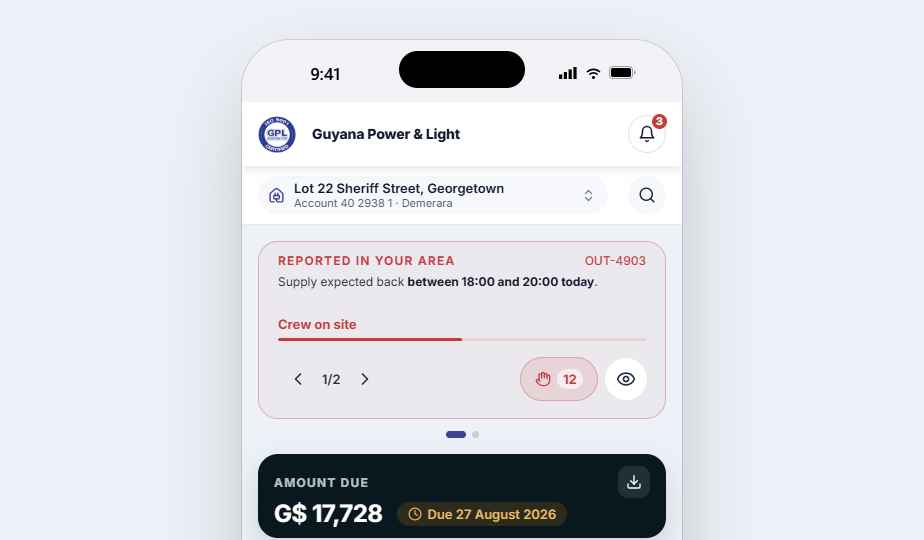 9:41
GPL
Guyana Power & Light
3
Lot 22 Sheriff Street, Georgetown
Account 40 2938 1 · Demerara
REPORTED IN YOUR AREA
OUT-4903
Supply expected back between 18:00 and 20:00 today.
Crew on site
1/2
12
AMOUNT DUE
G$ 17,728
Due 27 August 2026